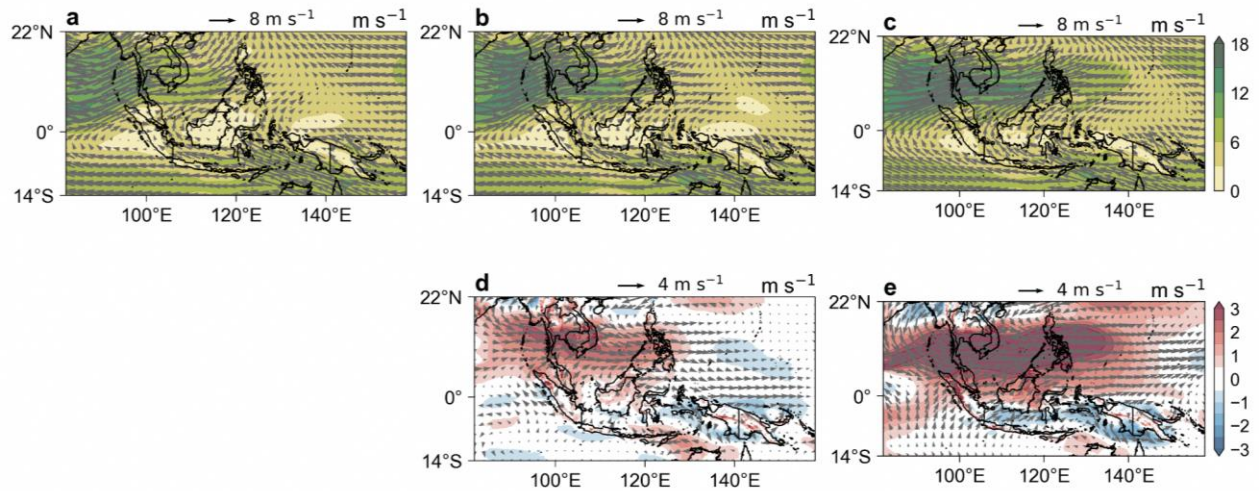 a → 8 m s⁻¹ m s⁻¹
b → 8 m s⁻¹ m s⁻¹
c → 8 m s⁻¹
22°N
0°
14°S
100°E 120°E 140°E
22°N
0°
14°S
100°E 120°E 140°E
22°N
0°
14°S
100°E 120°E 140°E
18
12
6
0
d → 4 m s⁻¹ m s⁻¹
e → 4 m s⁻¹ m s⁻¹
22°N
0°
14°S
100°E 120°E 140°E
22°N
0°
14°S
100°E 120°E 140°E
3
2
1
0
−1
−2
−3